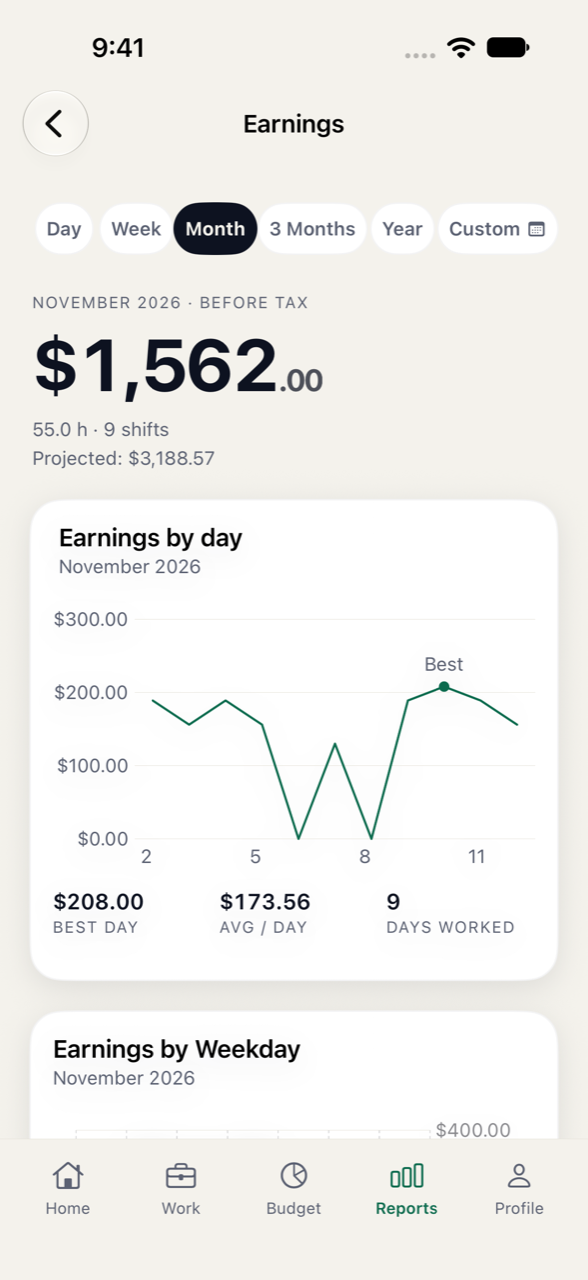 9:41
Earnings
Day Week Month 3 Months Year Custom
NOVEMBER 2026 · BEFORE TAX
$1,562.00
55.0 h · 9 shifts
Projected: $3,188.57
Earnings by day
November 2026
$300.00
Best
$200.00
$100.00
$0.00
2 5 8 11
$208.00 $173.56 9
BEST DAY AVG / DAY DAYS WORKED
Earnings by Weekday
November 2026
$400.00
Home Work Budget Reports Profile